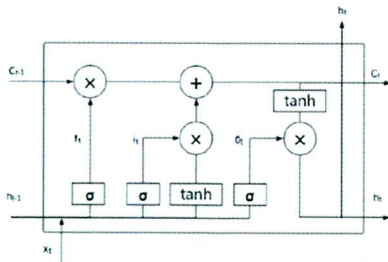 hₜ
Cₜ₋₁ × + Cₜ
tanh
fₜ iₜ × oₜ ×
σ σ tanh σ
hₜ₋₁ hₜ
xₜ